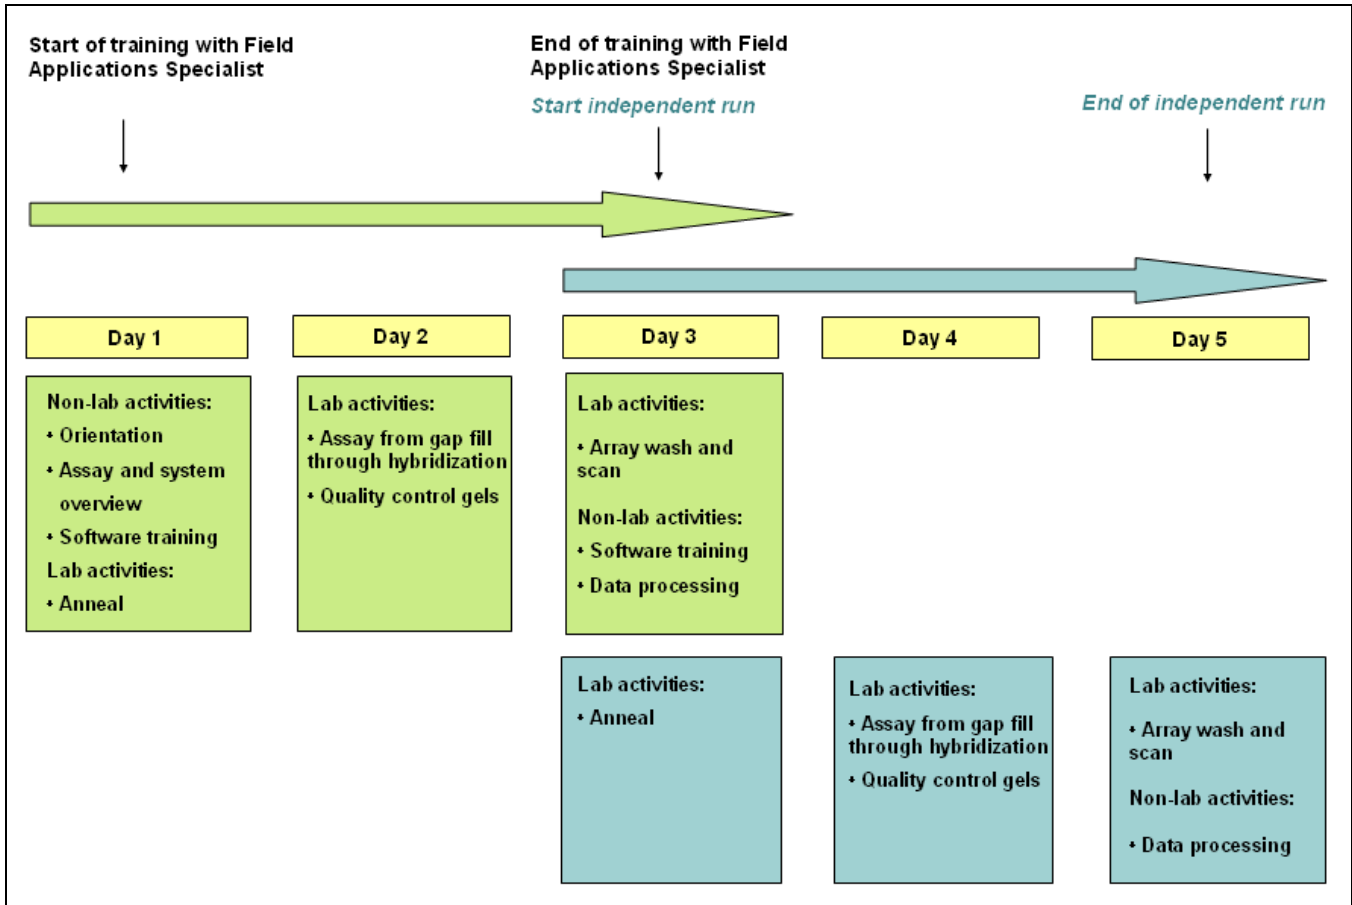 Start of training with Field
Applications Specialist
End of training with Field
Applications Specialist
Start independent run
End of independent run
Day 1
Day 2
Day 3
Day 4
Day 5
Non-lab activities:
• Orientation
• Assay and system
overview
• Software training
Lab activities:
• Anneal
Lab activities:
• Assay from gap fill
through hybridization
• Quality control gels
Lab activities:
• Array wash and
scan
Non-lab activities:
• Software training
• Data processing
Lab activities:
• Anneal
Lab activities:
• Assay from gap fill
through hybridization
• Quality control gels
Lab activities:
• Array wash and
scan
Non-lab activities:
• Data processing